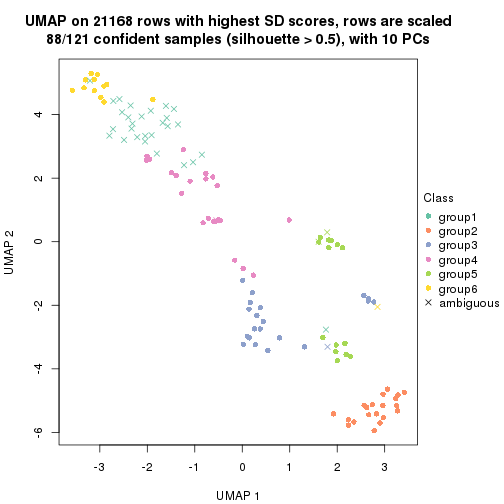 UMAP on 21168 rows with highest SD scores, rows are scaled
88/121 confident samples (silhouette > 0.5), with 10 PCs
4
2
0
-2
-4
-6
UMAP 2
-3
-2
-1
0
1
2
3
UMAP 1
Class
group1
group2
group3
group4
group5
group6
ambiguous